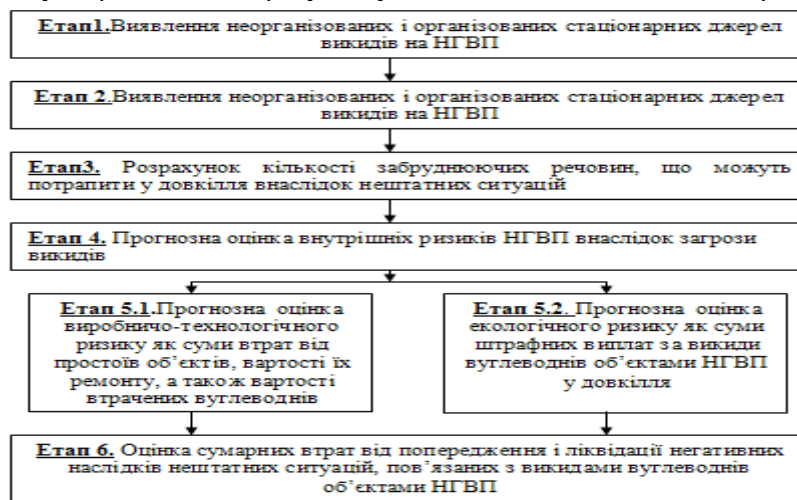 Етап1.Виявлення неорганізованих і організованих стаціонарних джерел
викидів на НГВП
Етап 2.Виявлення неорганізованих і організованих стаціонарних джерел
викидів на НГВП
Етап3. Розрахунок кількості забруднюючих речовин, що можуть
потрапити у довкілля внаслідок нештатних ситуацій
Етап 4. Прогнозна оцінка внутрішніх ризиків НГВП внаслідок загрози
викидів
Етап 5.1.Прогнозна оцінка
виробничо-технологічного
ризику як суми втрат від
простоїв об’єктів, вартості їх
ремонту, а також вартості
втрачених вуглеводнів
Етап 5.2. Прогнозна оцінка
екологічного ризику як суми
штрафних виплат за викиди
вуглеводнів об’єктами НГВП
у довкілля
Етап 6. Оцінка сумарних втрат від попередження і ліквідації негативних
наслідків нештатних ситуацій, пов’язаних з викидами вуглеводнів
об’єктами НГВП